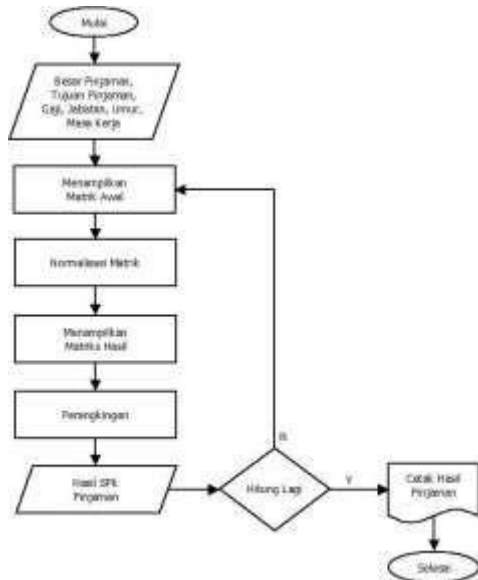 Mulai
Besar Pinjaman,
Tujuan Pinjaman,
Gaji, Jabatan, Umur,
Masa Kerja
Menampilkan
Matrik Awal
Normalisasi Matrik
Menampilkan
Matriks Hasil
Perangkingan
Hasil SPK
Pinjaman
Hitung Lagi
Y
Cetak Hasil
Pinjaman
Selesai